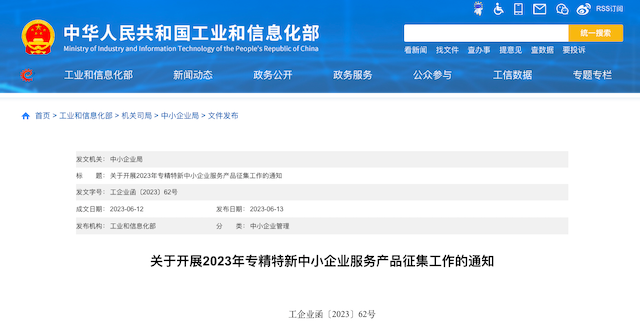 RSS订阅
中华人民共和国工业和信息化部
Ministry of Industry and Information Technology of the People's Republic of China
统一搜索
看新闻 找文件 查办事 提意见 查数据 要投诉
工业和信息化部 新闻动态 政务公开 政务服务 公众参与 工信数据 专题专栏
首页 > 工业和信息化部 > 机关司局 > 中小企业局 > 文件发布
发文机关： 中小企业局
标 题： 关于开展2023年专精特新中小企业服务产品征集工作的通知
发文字号： 工企业函〔2023〕62号
成文日期： 2023-06-12 发布日期： 2023-06-13
发布机构： 工业和信息化部 分 类： 中小企业管理
关于开展2023年专精特新中小企业服务产品征集工作的通知
工企业函〔2023〕62号